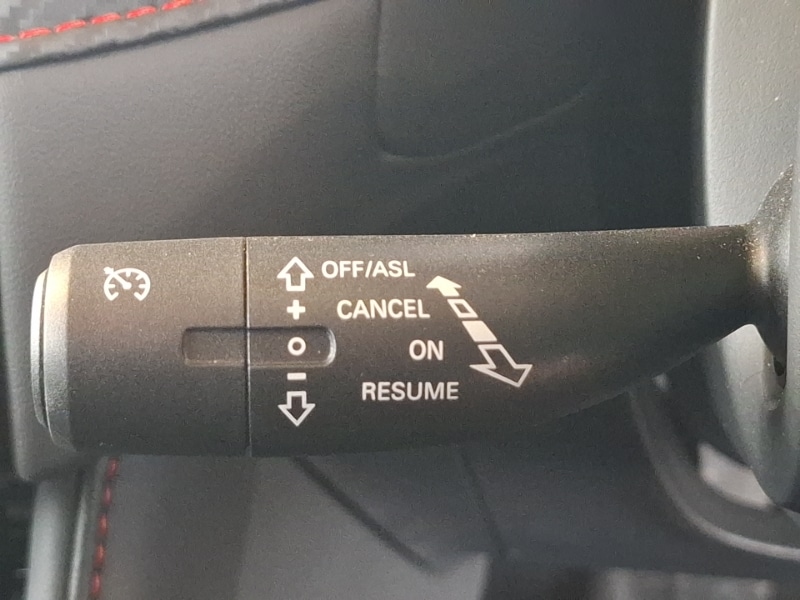 OFF/ASL
+ CANCEL
O ON
- RESUME